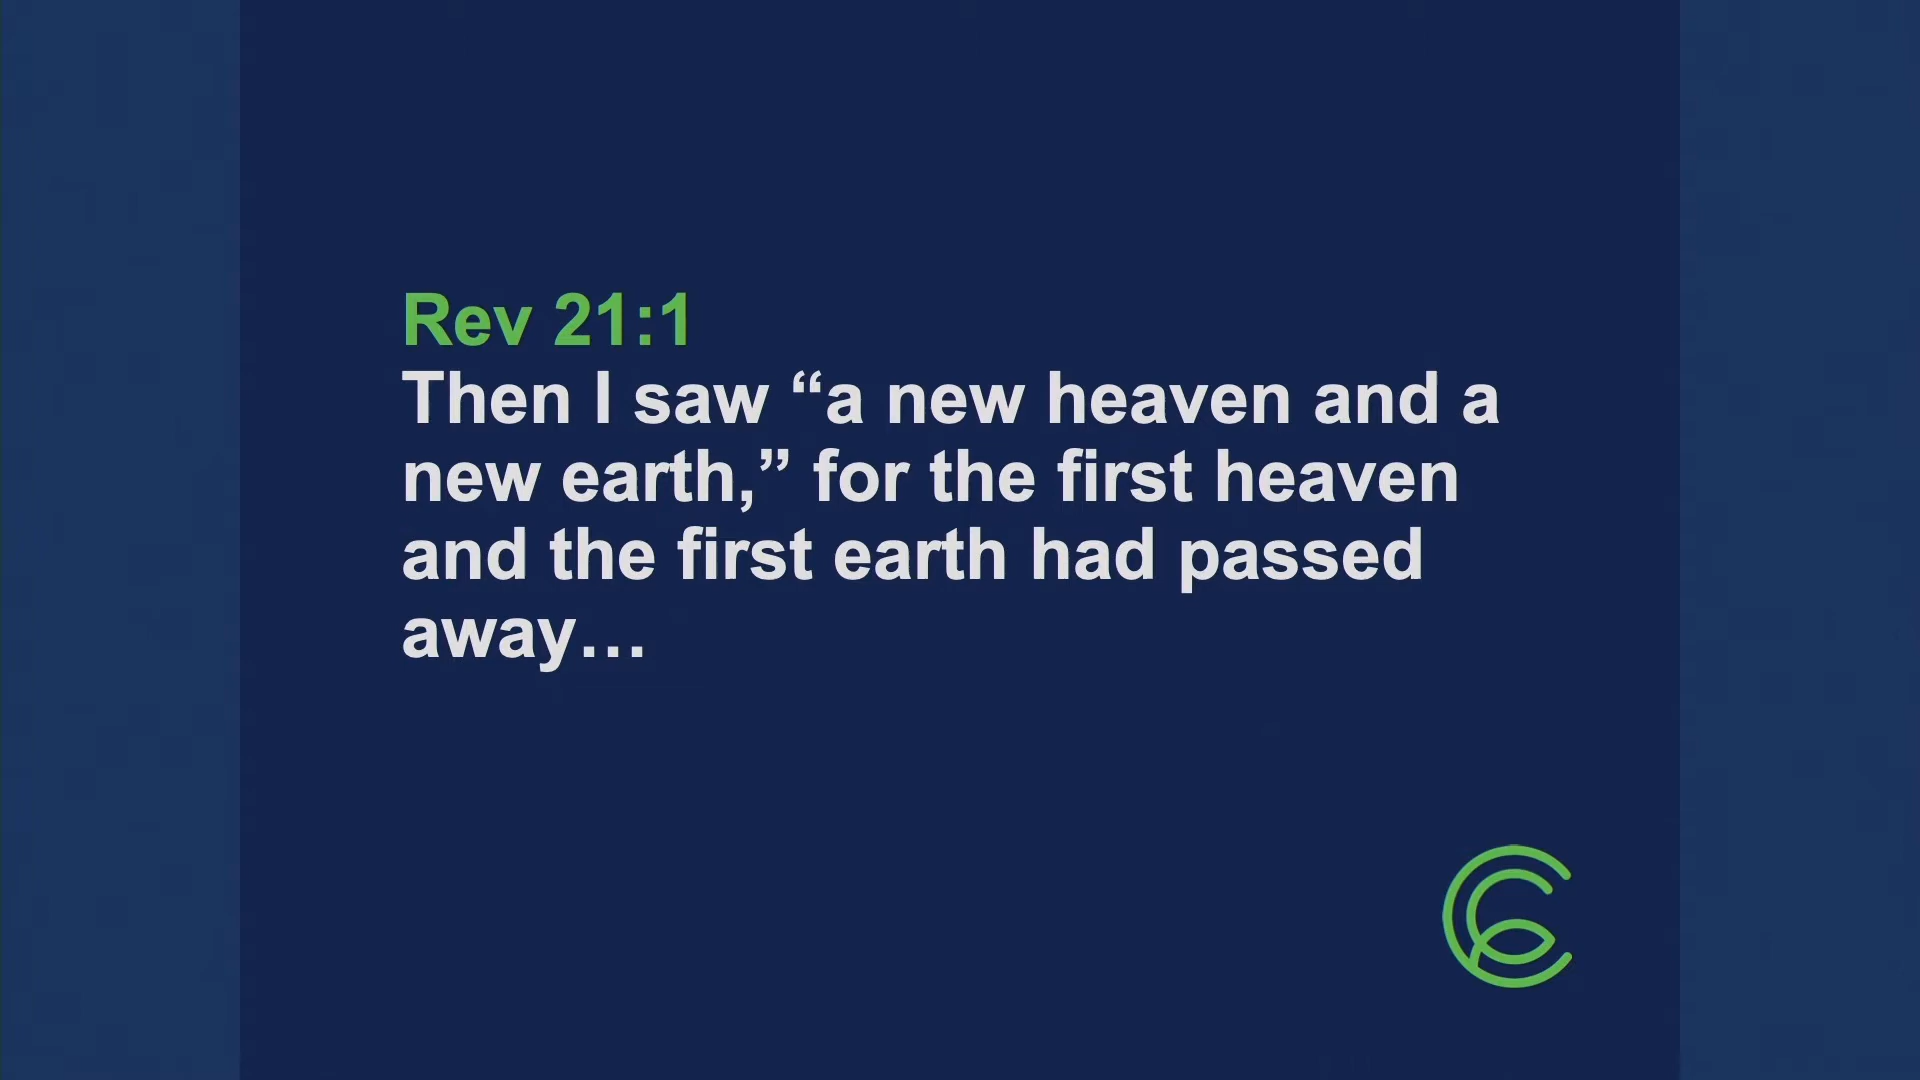 Rev 21:1
Then I saw “a new heaven and a
new earth,” for the first heaven
and the first earth had passed
away…